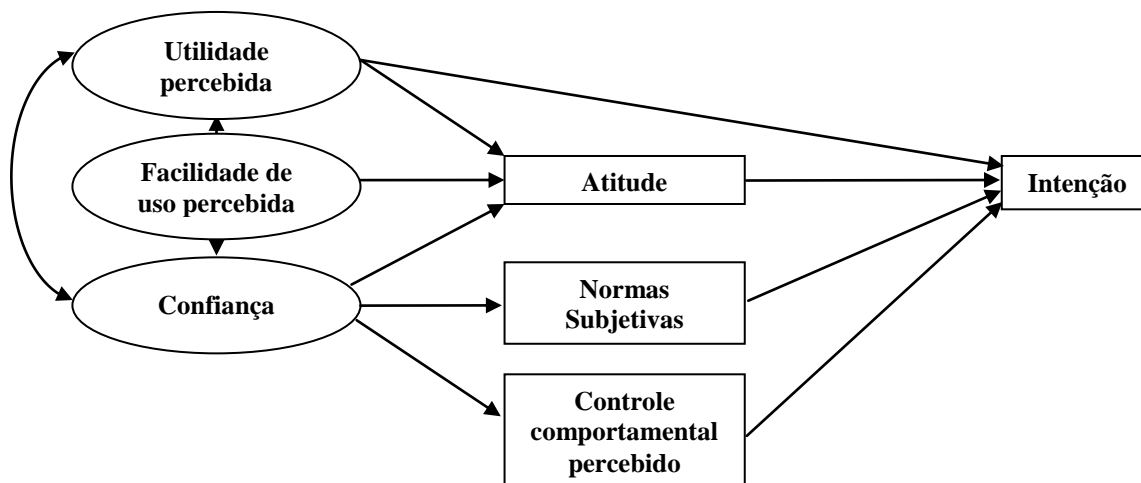 Utilidade
percebida
Facilidade de
uso percebida
Confiança
Atitude
Normas
Subjetivas
Controle
comportamental
percebido
Intenção